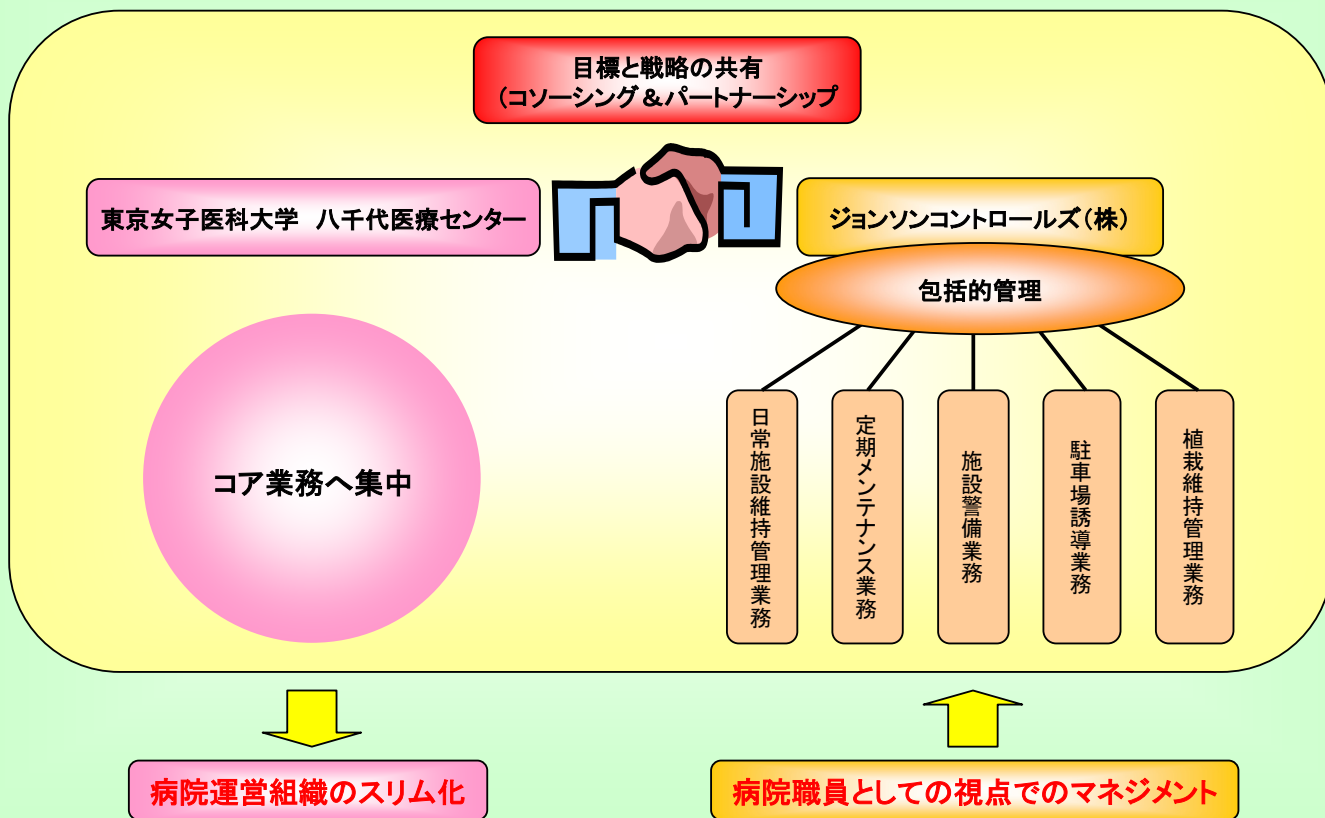 目標と戦略の共有
(コソーシング＆パートナーシップ
東京女子医科大学 八千代医療センター
ジョンソンコントロールズ(株)
包括的管理
コア業務へ集中
日常施設維持管理業務
定期メンテナンス業務
施設警備業務
駐車場誘導業務
植栽維持管理業務
病院運営組織のスリム化
病院職員としての視点でのマネジメント